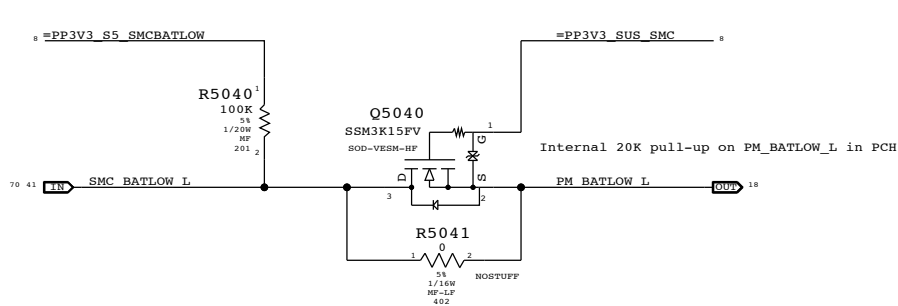 8 =PP3V3_S5_SMCBATLOW
=PP3V3_SUS_SMC 8
R5040 1
100K
5%
1/20W
MF
201 2
Q5040
SSM3K15FV
SOD-VESM-HF
1
G
Internal 20K pull-up on PM_BATLOW_L in PCH
70 41 IN SMC_BATLOW_L
D
S
3
2
PM_BATLOW_L OUT 18
R5041
0
1
2
5%
1/16W
MF-LF
402
NOSTUFF